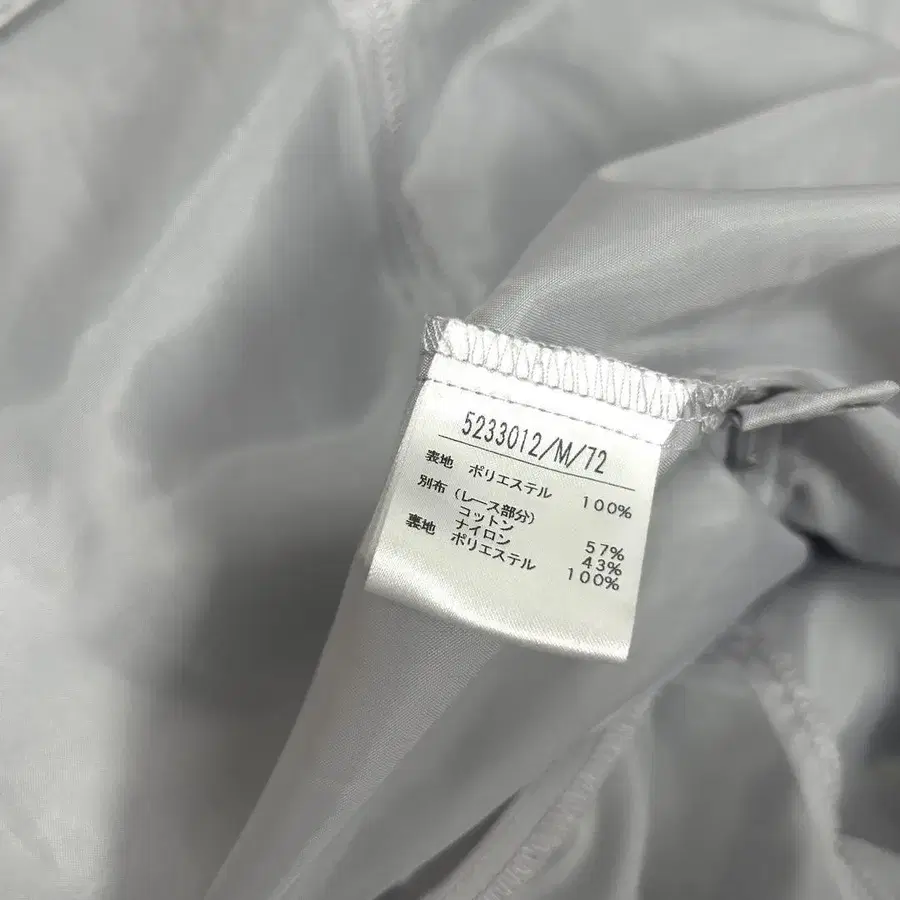 5233012/M/72
表地 ポリエステル 100%
別布(レース部分)
コットン 57%
ナイロン 43%
裏地 ポリエステル 100%